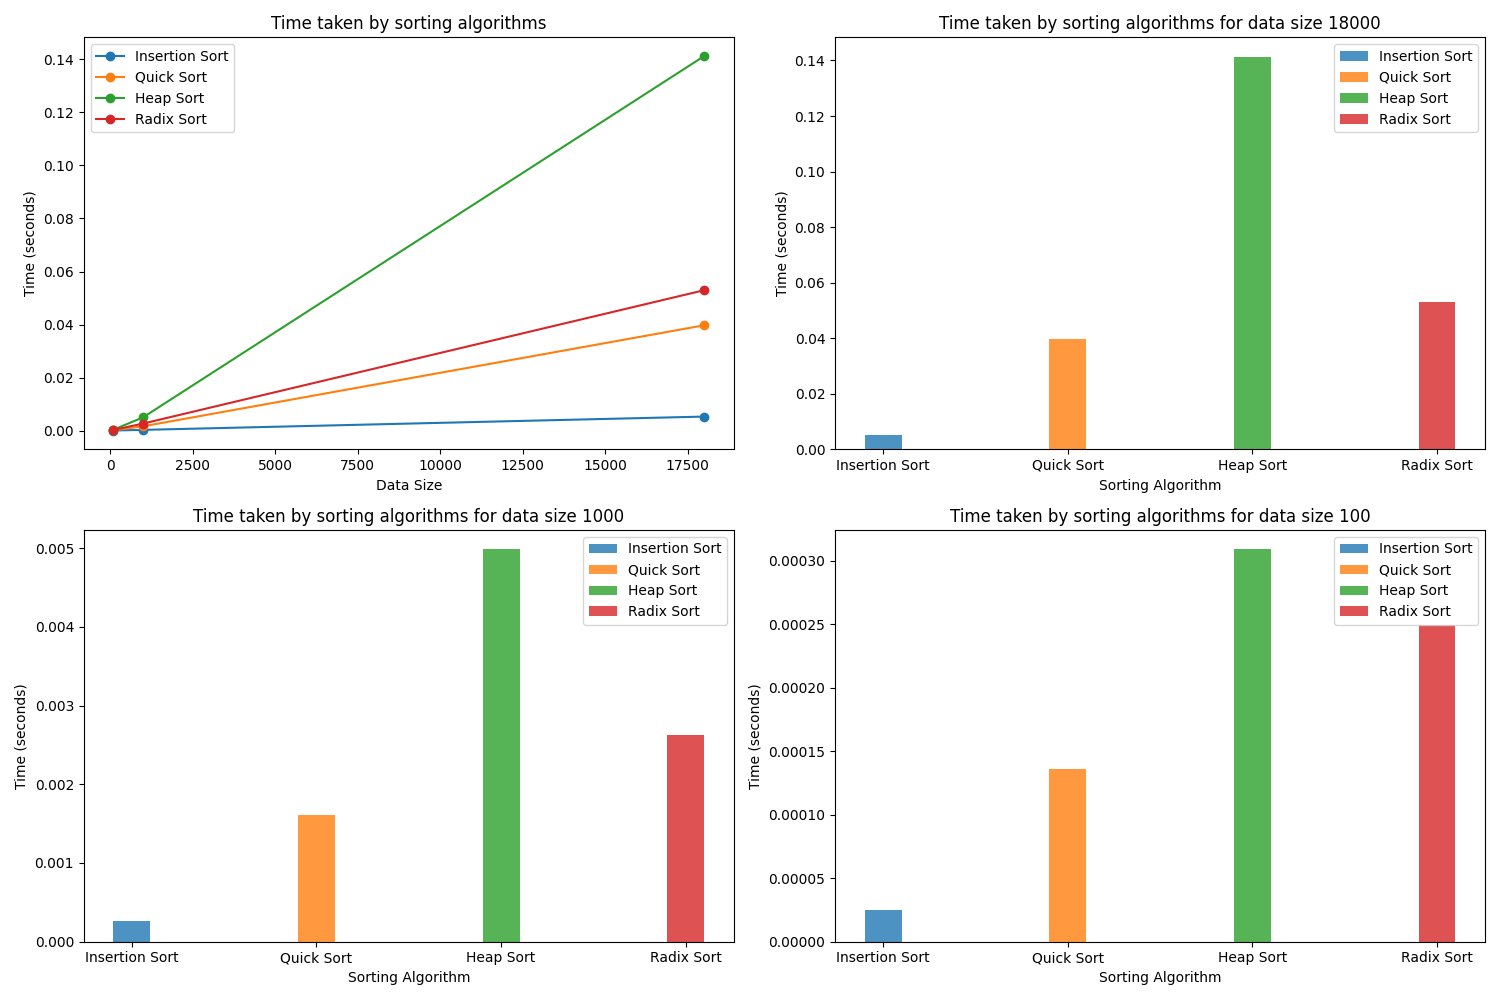 Time taken by sorting algorithms
Insertion Sort
Quick Sort
Heap Sort
Radix Sort
Time (seconds)
0.14
0.12
0.10
0.08
0.06
0.04
0.02
0.00
0 2500 5000 7500 10000 12500 15000 17500
Data Size
Time taken by sorting algorithms for data size 18000
Insertion Sort
Quick Sort
Heap Sort
Radix Sort
Time (seconds)
0.14
0.12
0.10
0.08
0.06
0.04
0.02
0.00
Insertion Sort Quick Sort Heap Sort Radix Sort
Sorting Algorithm
Time taken by sorting algorithms for data size 1000
Insertion Sort
Quick Sort
Heap Sort
Radix Sort
Time (seconds)
0.005
0.004
0.003
0.002
0.001
0.000
Insertion Sort Quick Sort Heap Sort Radix Sort
Sorting Algorithm
Time taken by sorting algorithms for data size 100
Insertion Sort
Quick Sort
Heap Sort
Radix Sort
Time (seconds)
0.00030
0.00025
0.00020
0.00015
0.00010
0.00005
0.00000
Insertion Sort Quick Sort Heap Sort Radix Sort
Sorting Algorithm